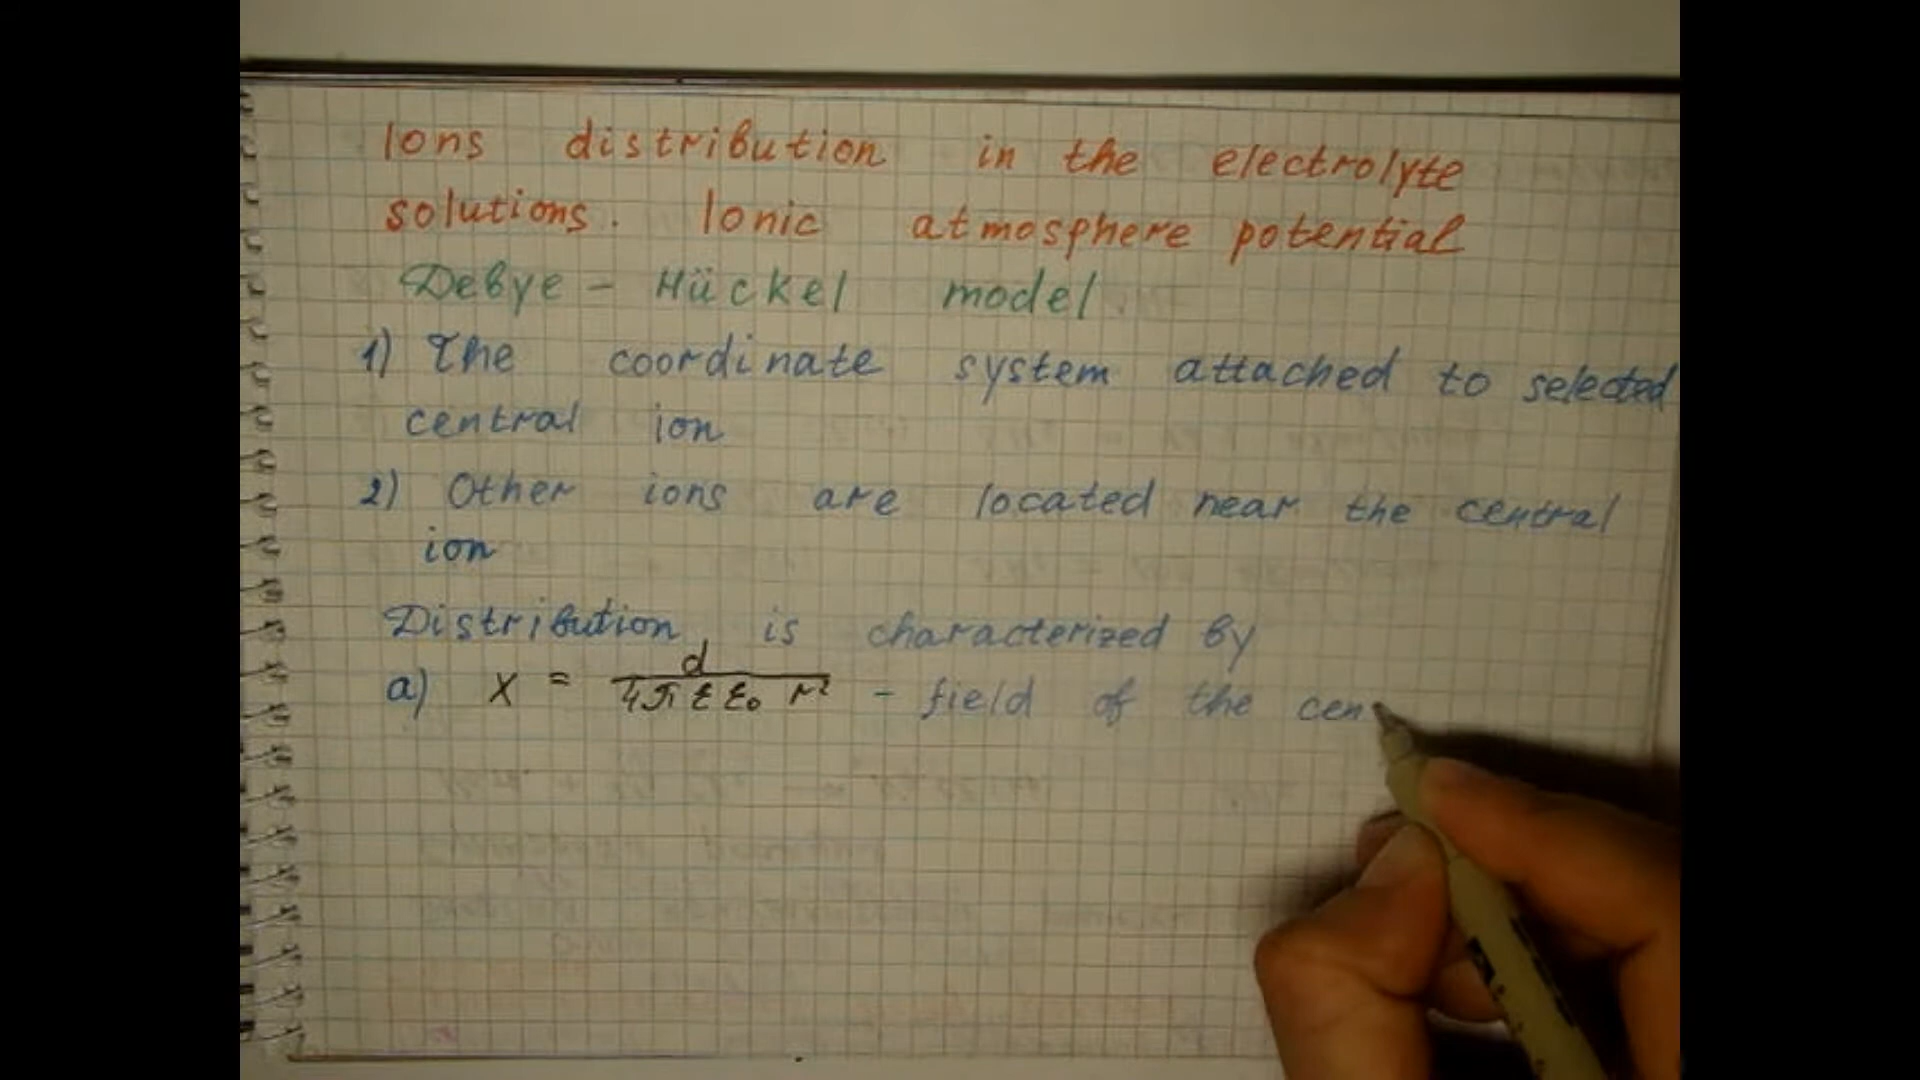 Ions distribution in the electrolyte
solutions. Ionic atmosphere potential
Debye - Hückel model.
1) The coordinate system attached to selected
central ion
2) Other ions are located near the central
ion
Distribution is characterized by
a) X = d / 4π ε ε₀ r² - field of the cen